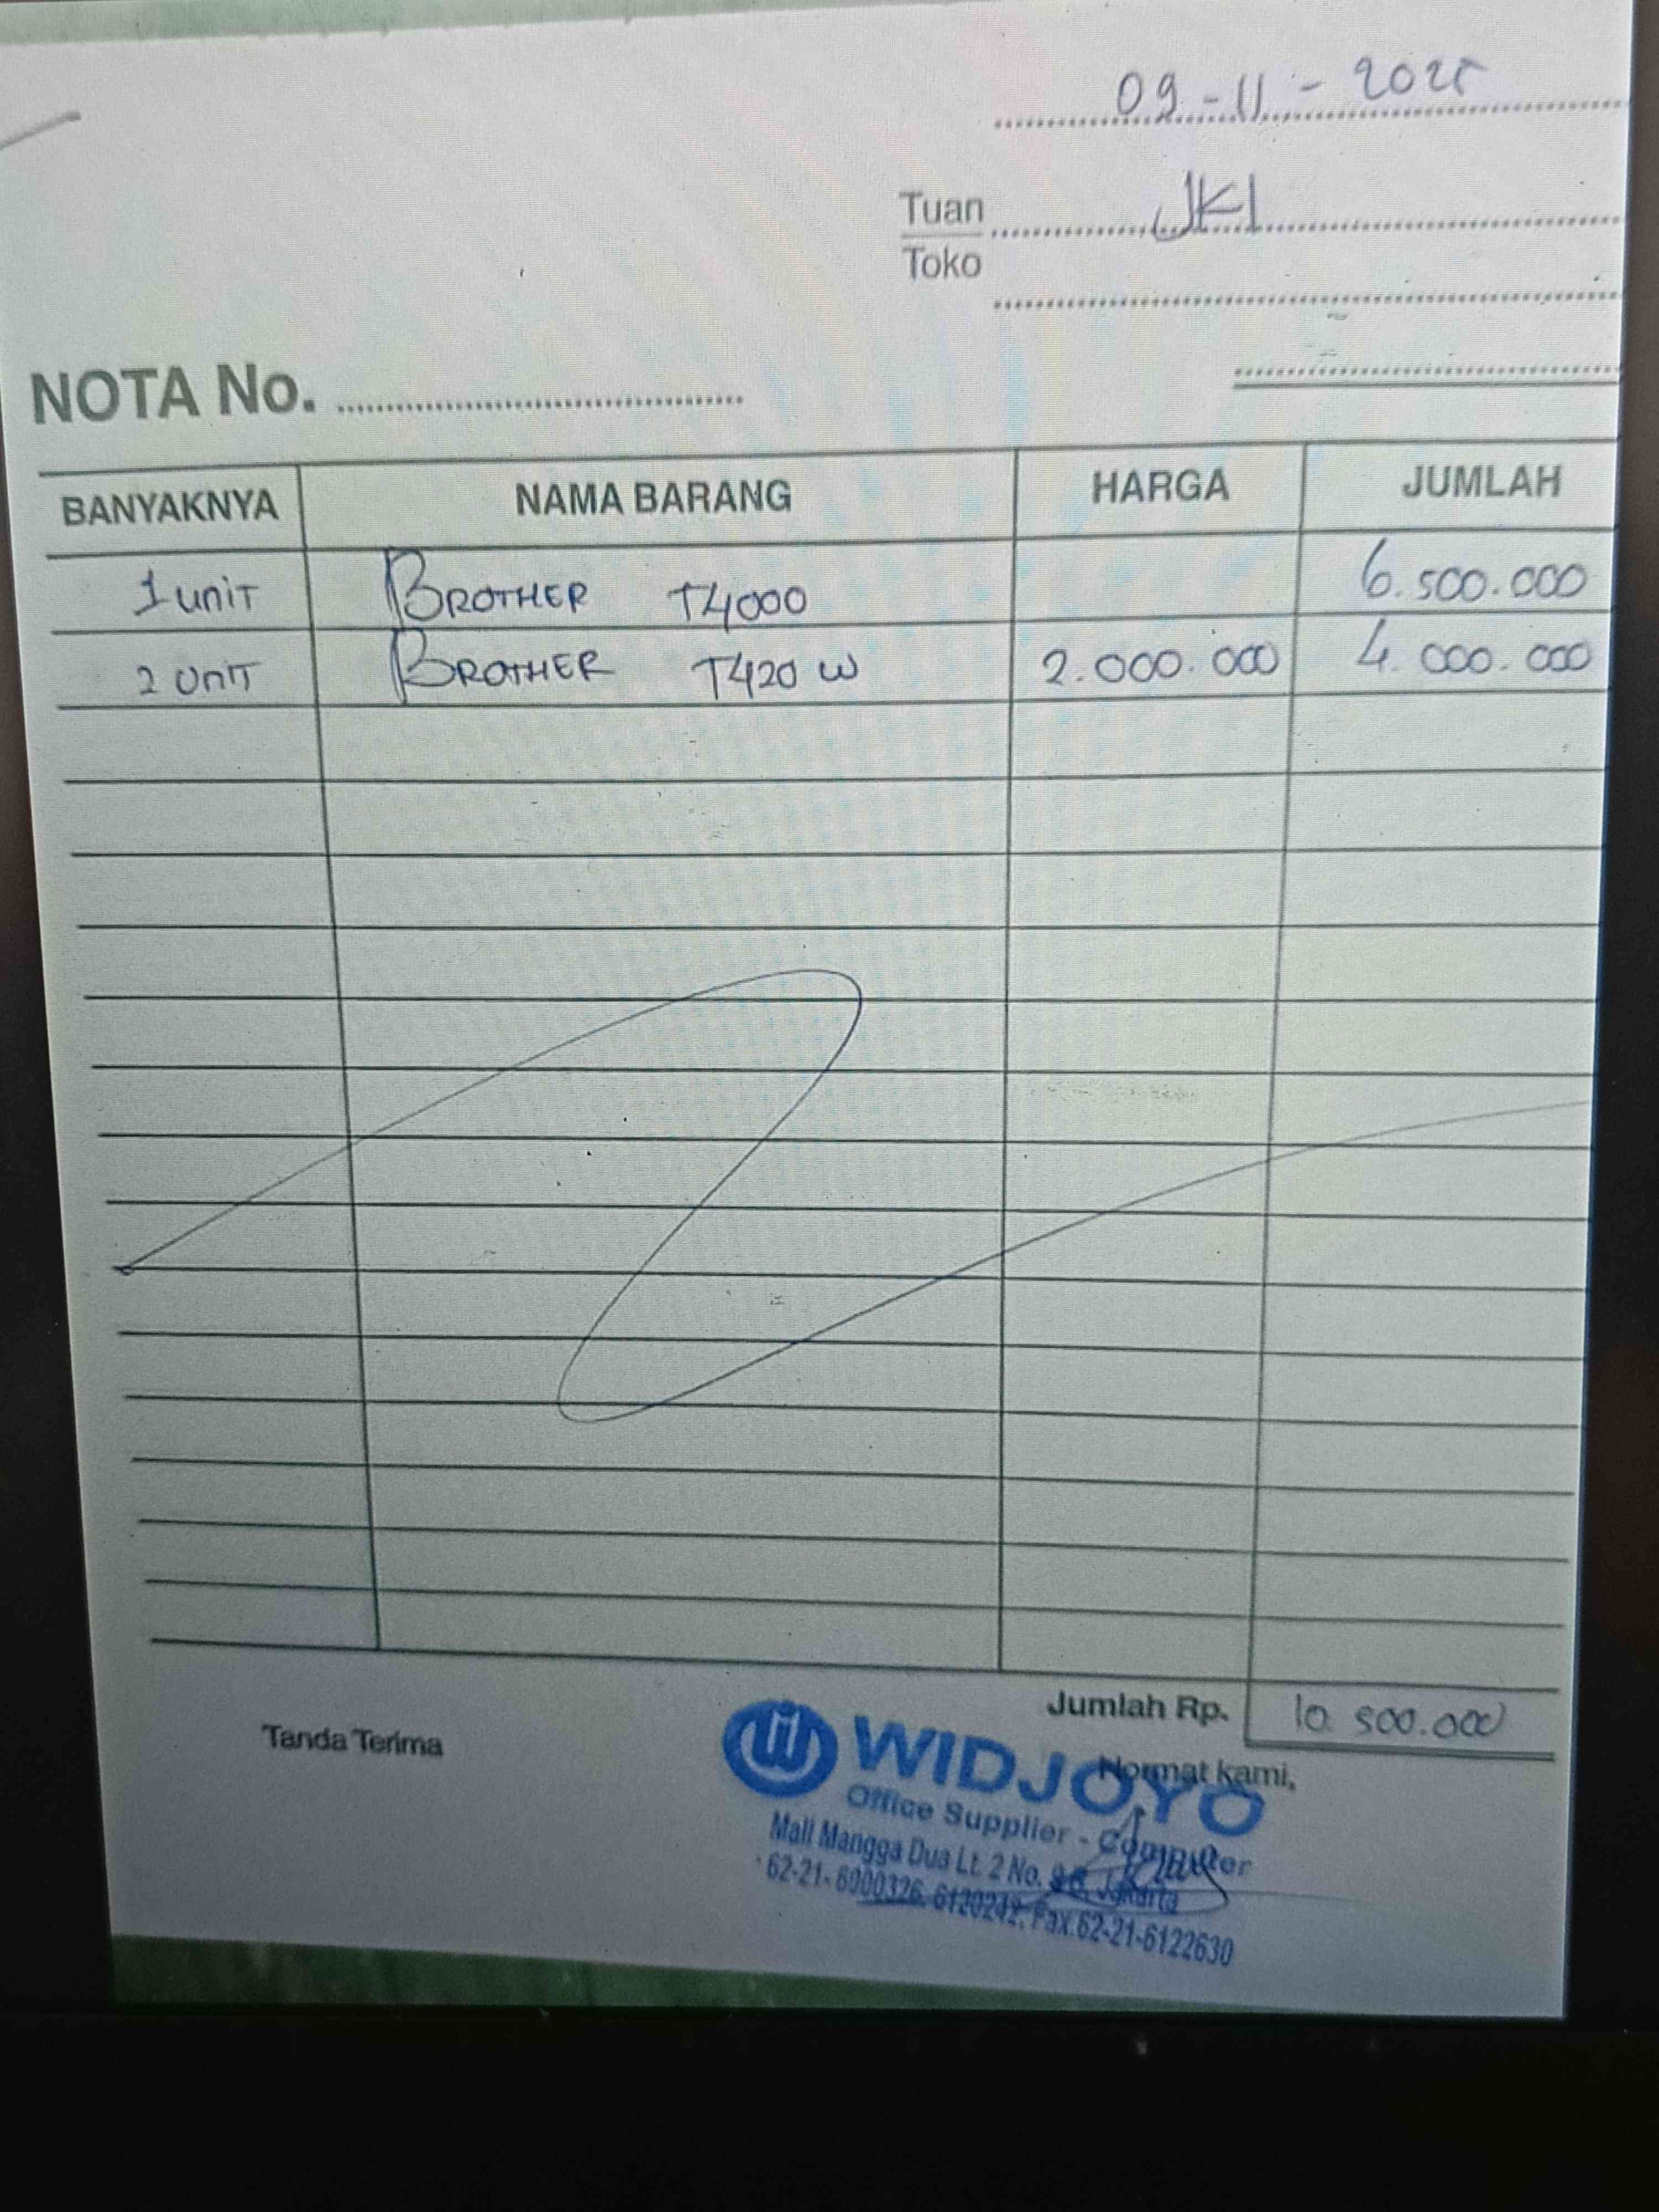 09-11-2025
Tuan JKI
Toko
NOTA No.
BANYAKNYA NAMA BARANG HARGA JUMLAH
1 unit BROTHER T4000 6.500.000
2 unit BROTHER T420 W 2.000.000 4.000.000
Jumlah Rp. 10.500.000
Tanda Terima
Hormat kami,
WIDJOYO
Office Supplier - Computer
Mall Mangga Dua Lt. 2 No. Jakarta
62-21-6000326, 6120242, Fax.62-21-6122630